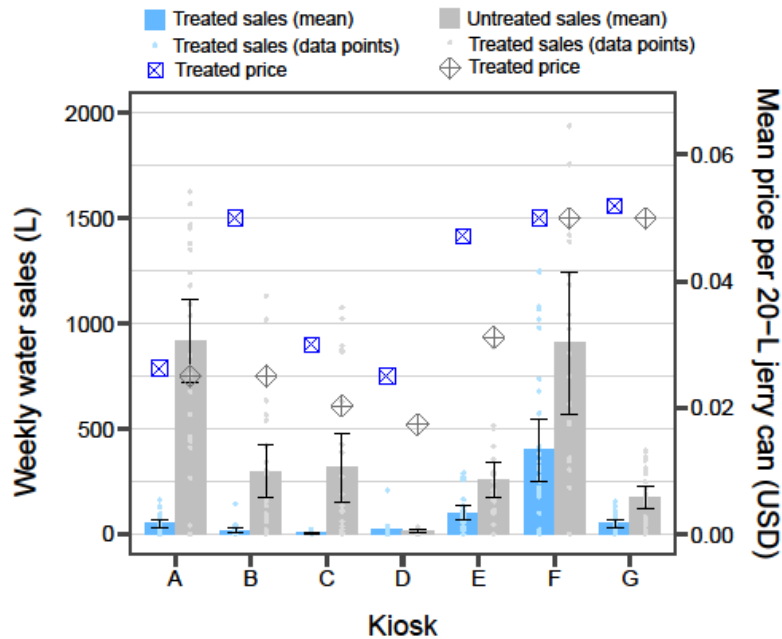 Treated sales (mean) Untreated sales (mean)
Treated sales (data points) Treated sales (data points)
Treated price Treated price
2000
1500
1000
500
0
Weekly water sales (L)
0.06
0.04
0.02
0.00
Mean price per 20−L jerry can (USD)
A B C D E F G
Kiosk